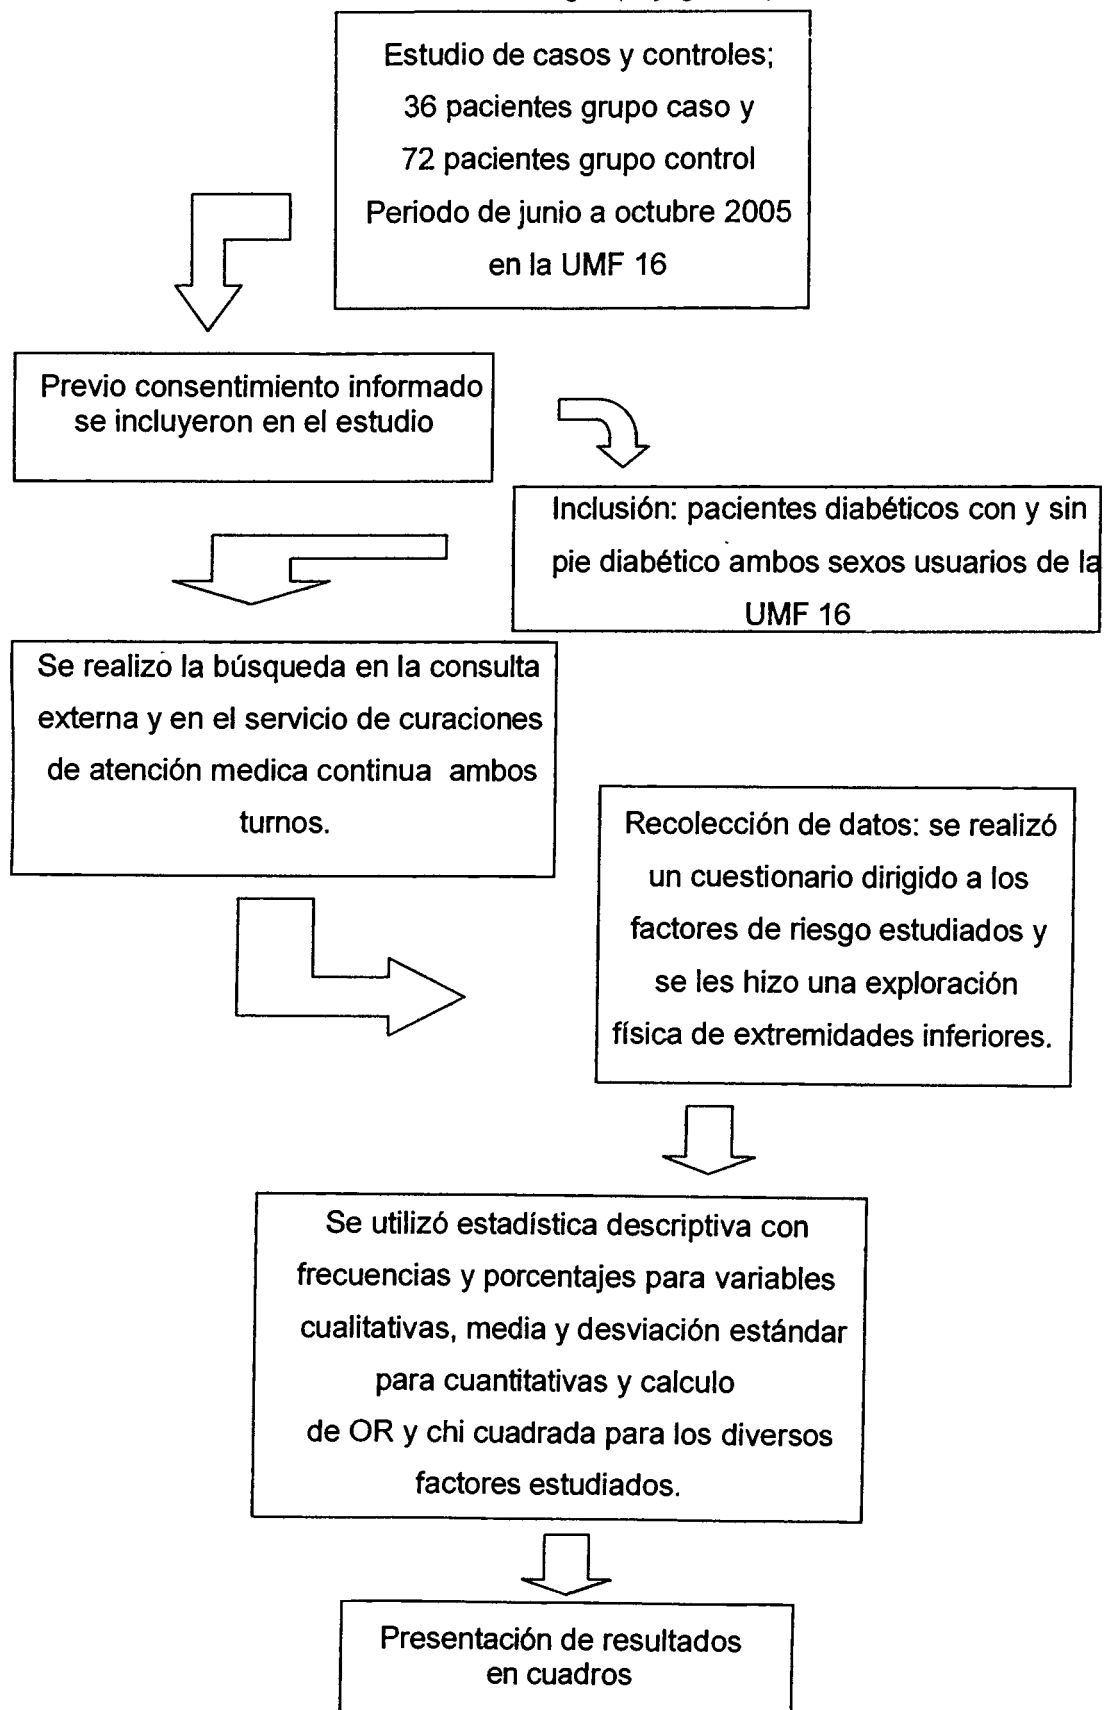 Estudio de casos y controles;
36 pacientes grupo caso y
72 pacientes grupo control
Periodo de junio a octubre 2005
en la UMF 16
Previo consentimiento informado
se incluyeron en el estudio
Inclusión: pacientes diabéticos con y sin
pie diabético ambos sexos usuarios de la
UMF 16
Se realizo la búsqueda en la consulta
externa y en el servicio de curaciones
de atención medica continua ambos
turnos.
Recolección de datos: se realizó
un cuestionario dirigido a los
factores de riesgo estudiados y
se les hizo una exploración
física de extremidades inferiores.
Se utilizó estadística descriptiva con
frecuencias y porcentajes para variables
cualitativas, media y desviación estándar
para cuantitativas y calculo
de OR y chi cuadrada para los diversos
factores estudiados.
Presentación de resultados
en cuadros